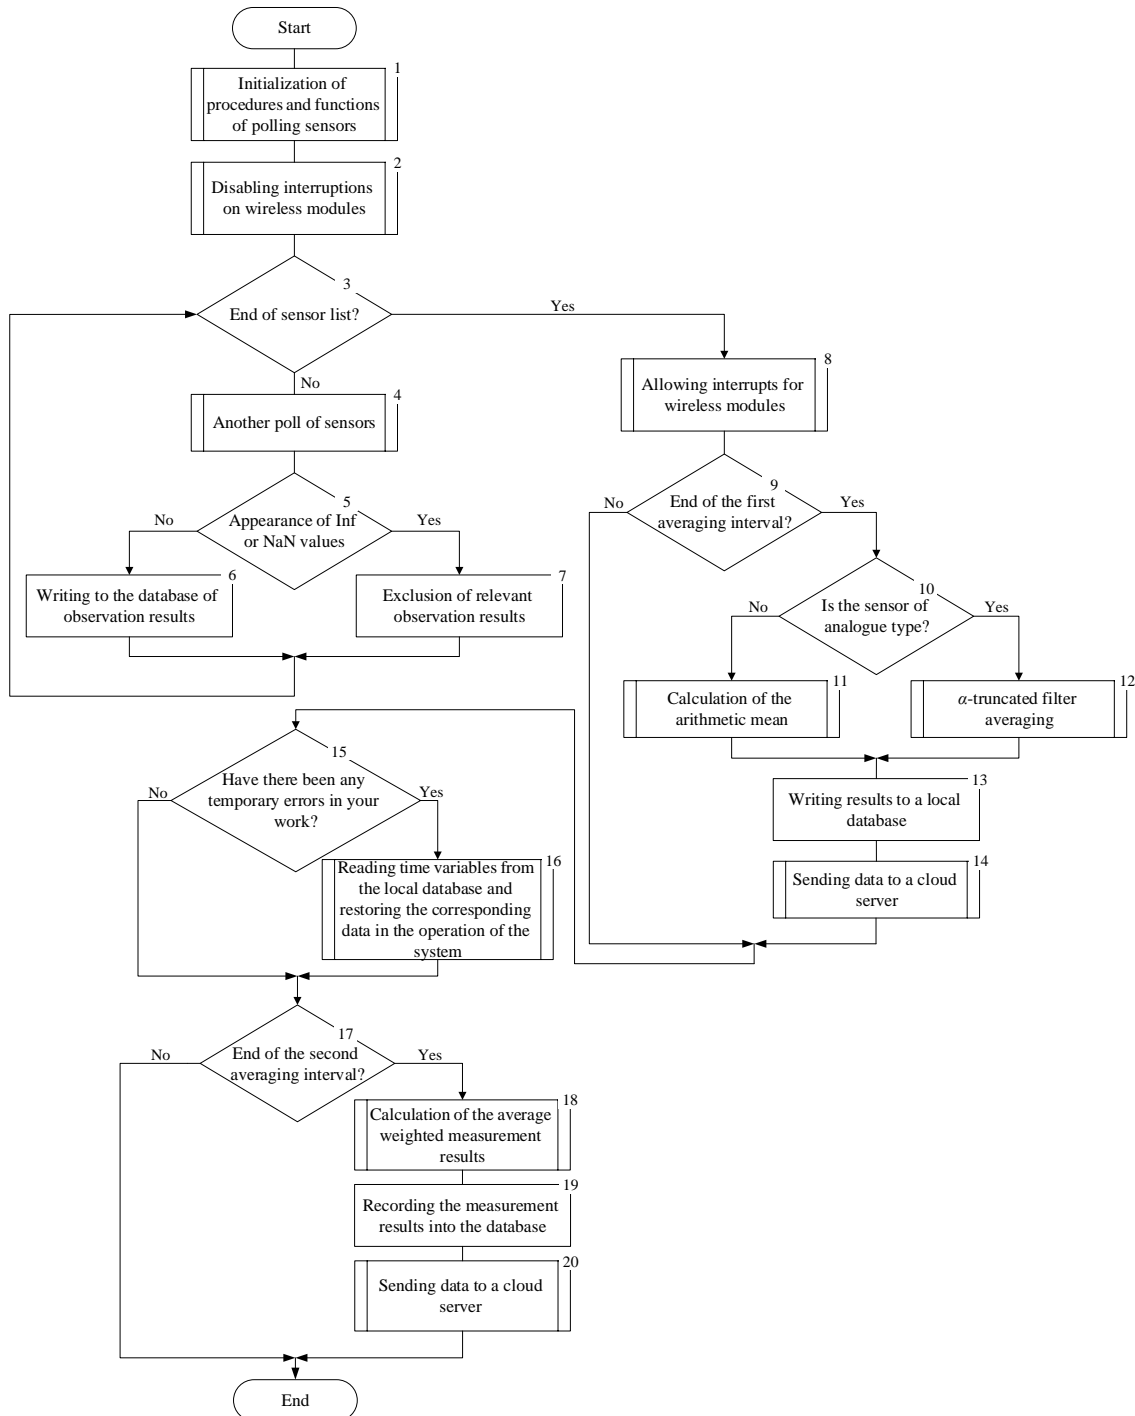 Start
1
Initialization of
procedures and functions
of polling sensors
2
Disabling interruptions
on wireless modules
3
End of sensor list?
Yes
No
4
Another poll of sensors
5
Appearance of Inf
or NaN values
No
Yes
6
Writing to the database of
observation results
7
Exclusion of relevant
observation results
8
Allowing interrupts for
wireless modules
9
End of the first
averaging interval?
No
Yes
10
Is the sensor of
analogue type?
No
Yes
11
Calculation of the
arithmetic mean
12
α-truncated filter
averaging
13
Writing results to a local
database
14
Sending data to a cloud
server
15
Have there been any
temporary errors in your
work?
No
Yes
16
Reading time variables from
the local database and
restoring the corresponding
data in the operation of the
system
17
End of the second
averaging interval?
No
Yes
18
Calculation of the average
weighted measurement
results
19
Recording the measurement
results into the database
20
Sending data to a cloud
server
End